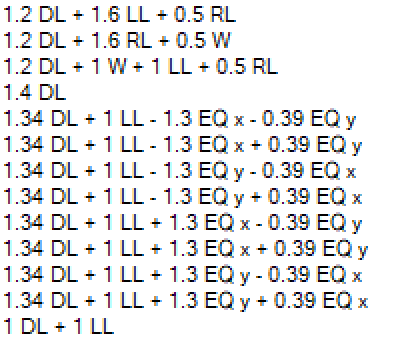 1.2 DL + 1.6 LL + 0.5 RL
1.2 DL + 1.6 RL + 0.5 W
1.2 DL + 1 W + 1 LL + 0.5 RL
1.4 DL
1.34 DL + 1 LL - 1.3 EQ x - 0.39 EQ y
1.34 DL + 1 LL - 1.3 EQ x + 0.39 EQ y
1.34 DL + 1 LL - 1.3 EQ y - 0.39 EQ x
1.34 DL + 1 LL - 1.3 EQ y + 0.39 EQ x
1.34 DL + 1 LL + 1.3 EQ x - 0.39 EQ y
1.34 DL + 1 LL + 1.3 EQ x + 0.39 EQ y
1.34 DL + 1 LL + 1.3 EQ y - 0.39 EQ x
1.34 DL + 1 LL + 1.3 EQ y + 0.39 EQ x
1 DL + 1 LL